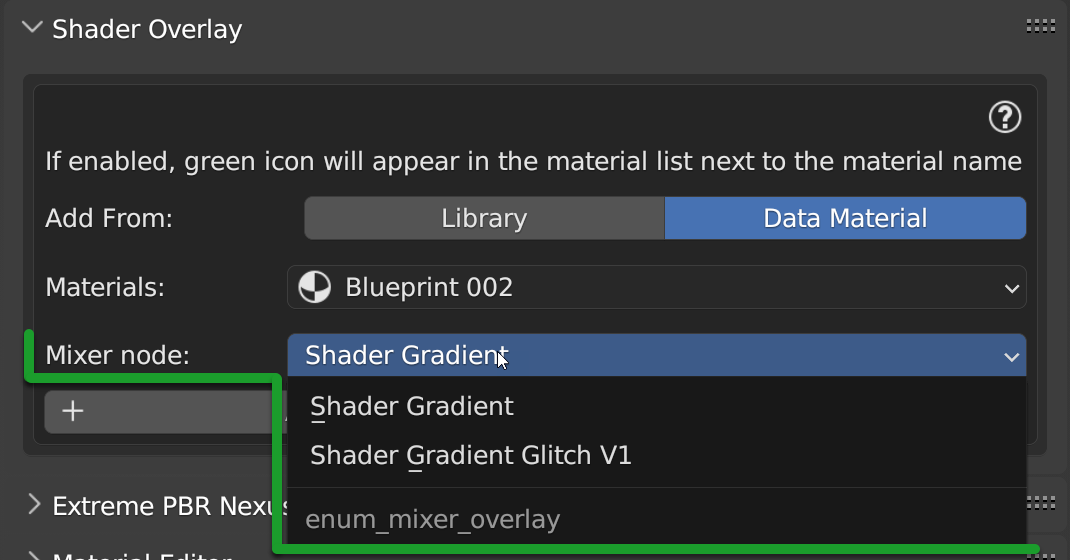 Shader Overlay
If enabled, green icon will appear in the material list next to the material name
Add From: Library Data Material
Materials: Blueprint 002
Mixer node: Shader Gradient
Shader Gradient
Shader Gradient Glitch V1
Extreme PBR Nexus
enum_mixer_overlay
Material Editor